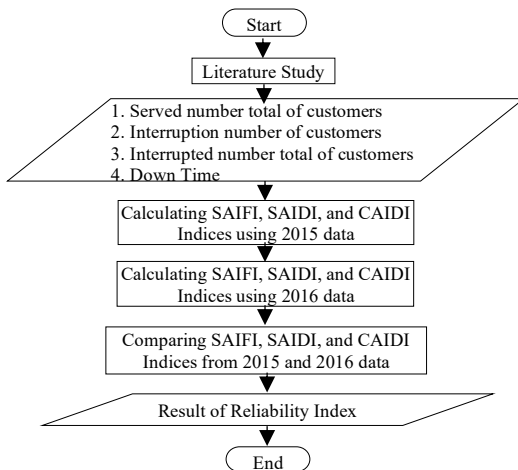 Start
Literature Study
1. Served number total of customers
2. Interruption number of customers
3. Interrupted number total of customers
4. Down Time
Calculating SAIFI, SAIDI, and CAIDI
Indices using 2015 data
Calculating SAIFI, SAIDI, and CAIDI
Indices using 2016 data
Comparing SAIFI, SAIDI, and CAIDI
Indices from 2015 and 2016 data
Result of Reliability Index
End